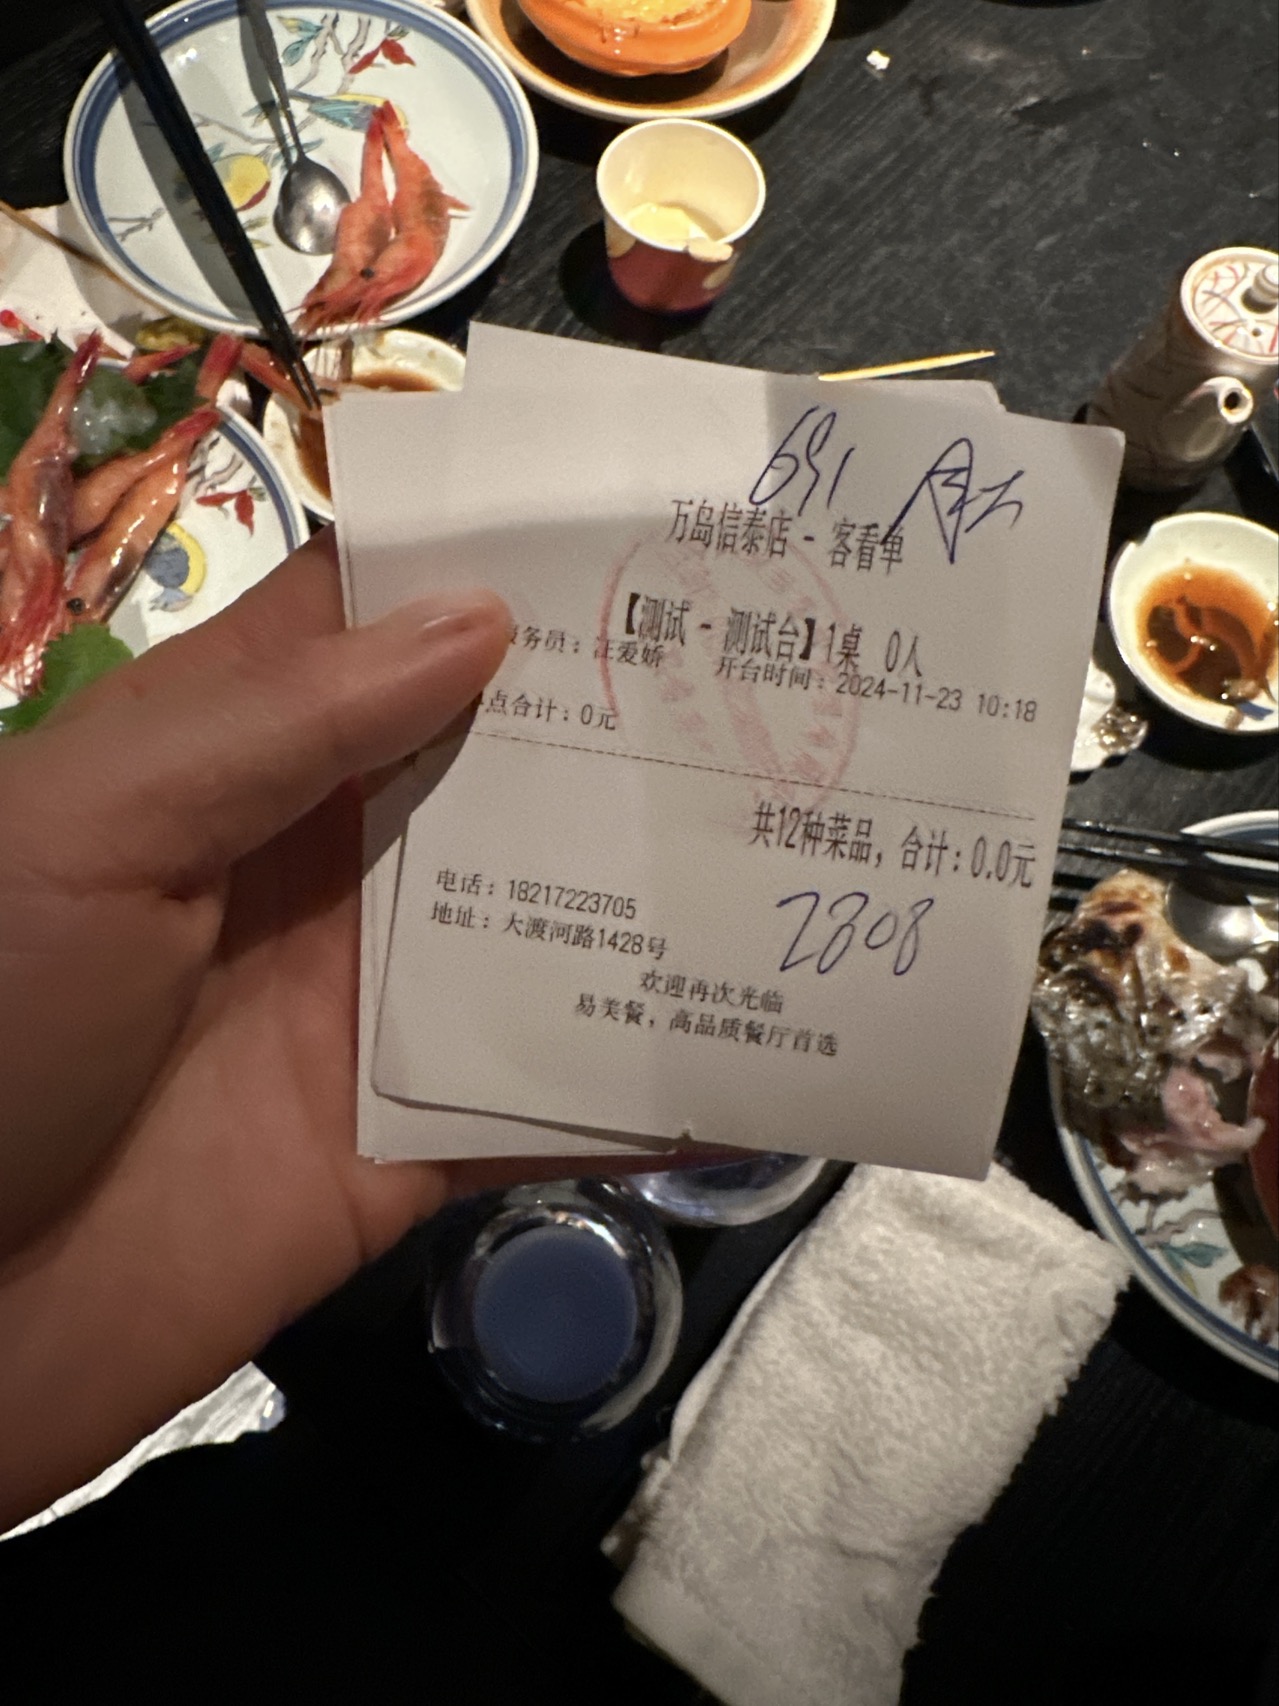 691
万岛信泰店 - 客看单
【测试 - 测试台】1桌 0人
服务员：汪爱娇 开台时间：2024-11-23 10:18
点合计：0元
共12种菜品，合计：0.0元
电话：18217223705
2808
地址：大渡河路1428号
欢迎再次光临
易美餐，高品质餐厅首选